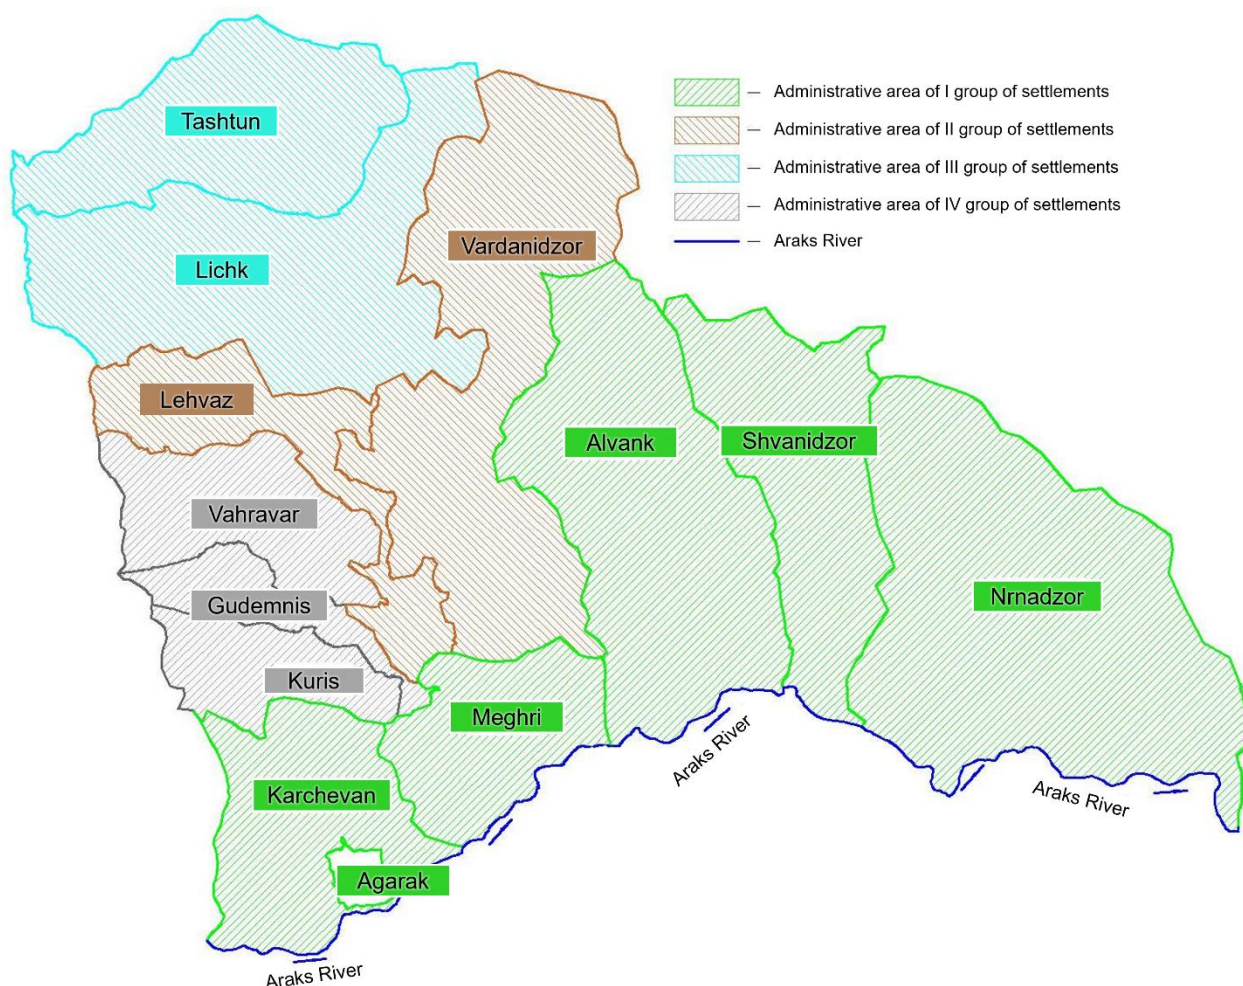 Tashtun
Lichk
Vardanidzor
Lehvaz
Alvank
Shvanidzor
Vahravar
Gudemnis
Nrnadzor
Kuris
Meghri
Karchevan
Agarak
Araks River
Araks River
Araks River
— Administrative area of I group of settlements
— Administrative area of II group of settlements
— Administrative area of III group of settlements
— Administrative area of IV group of settlements
— Araks River